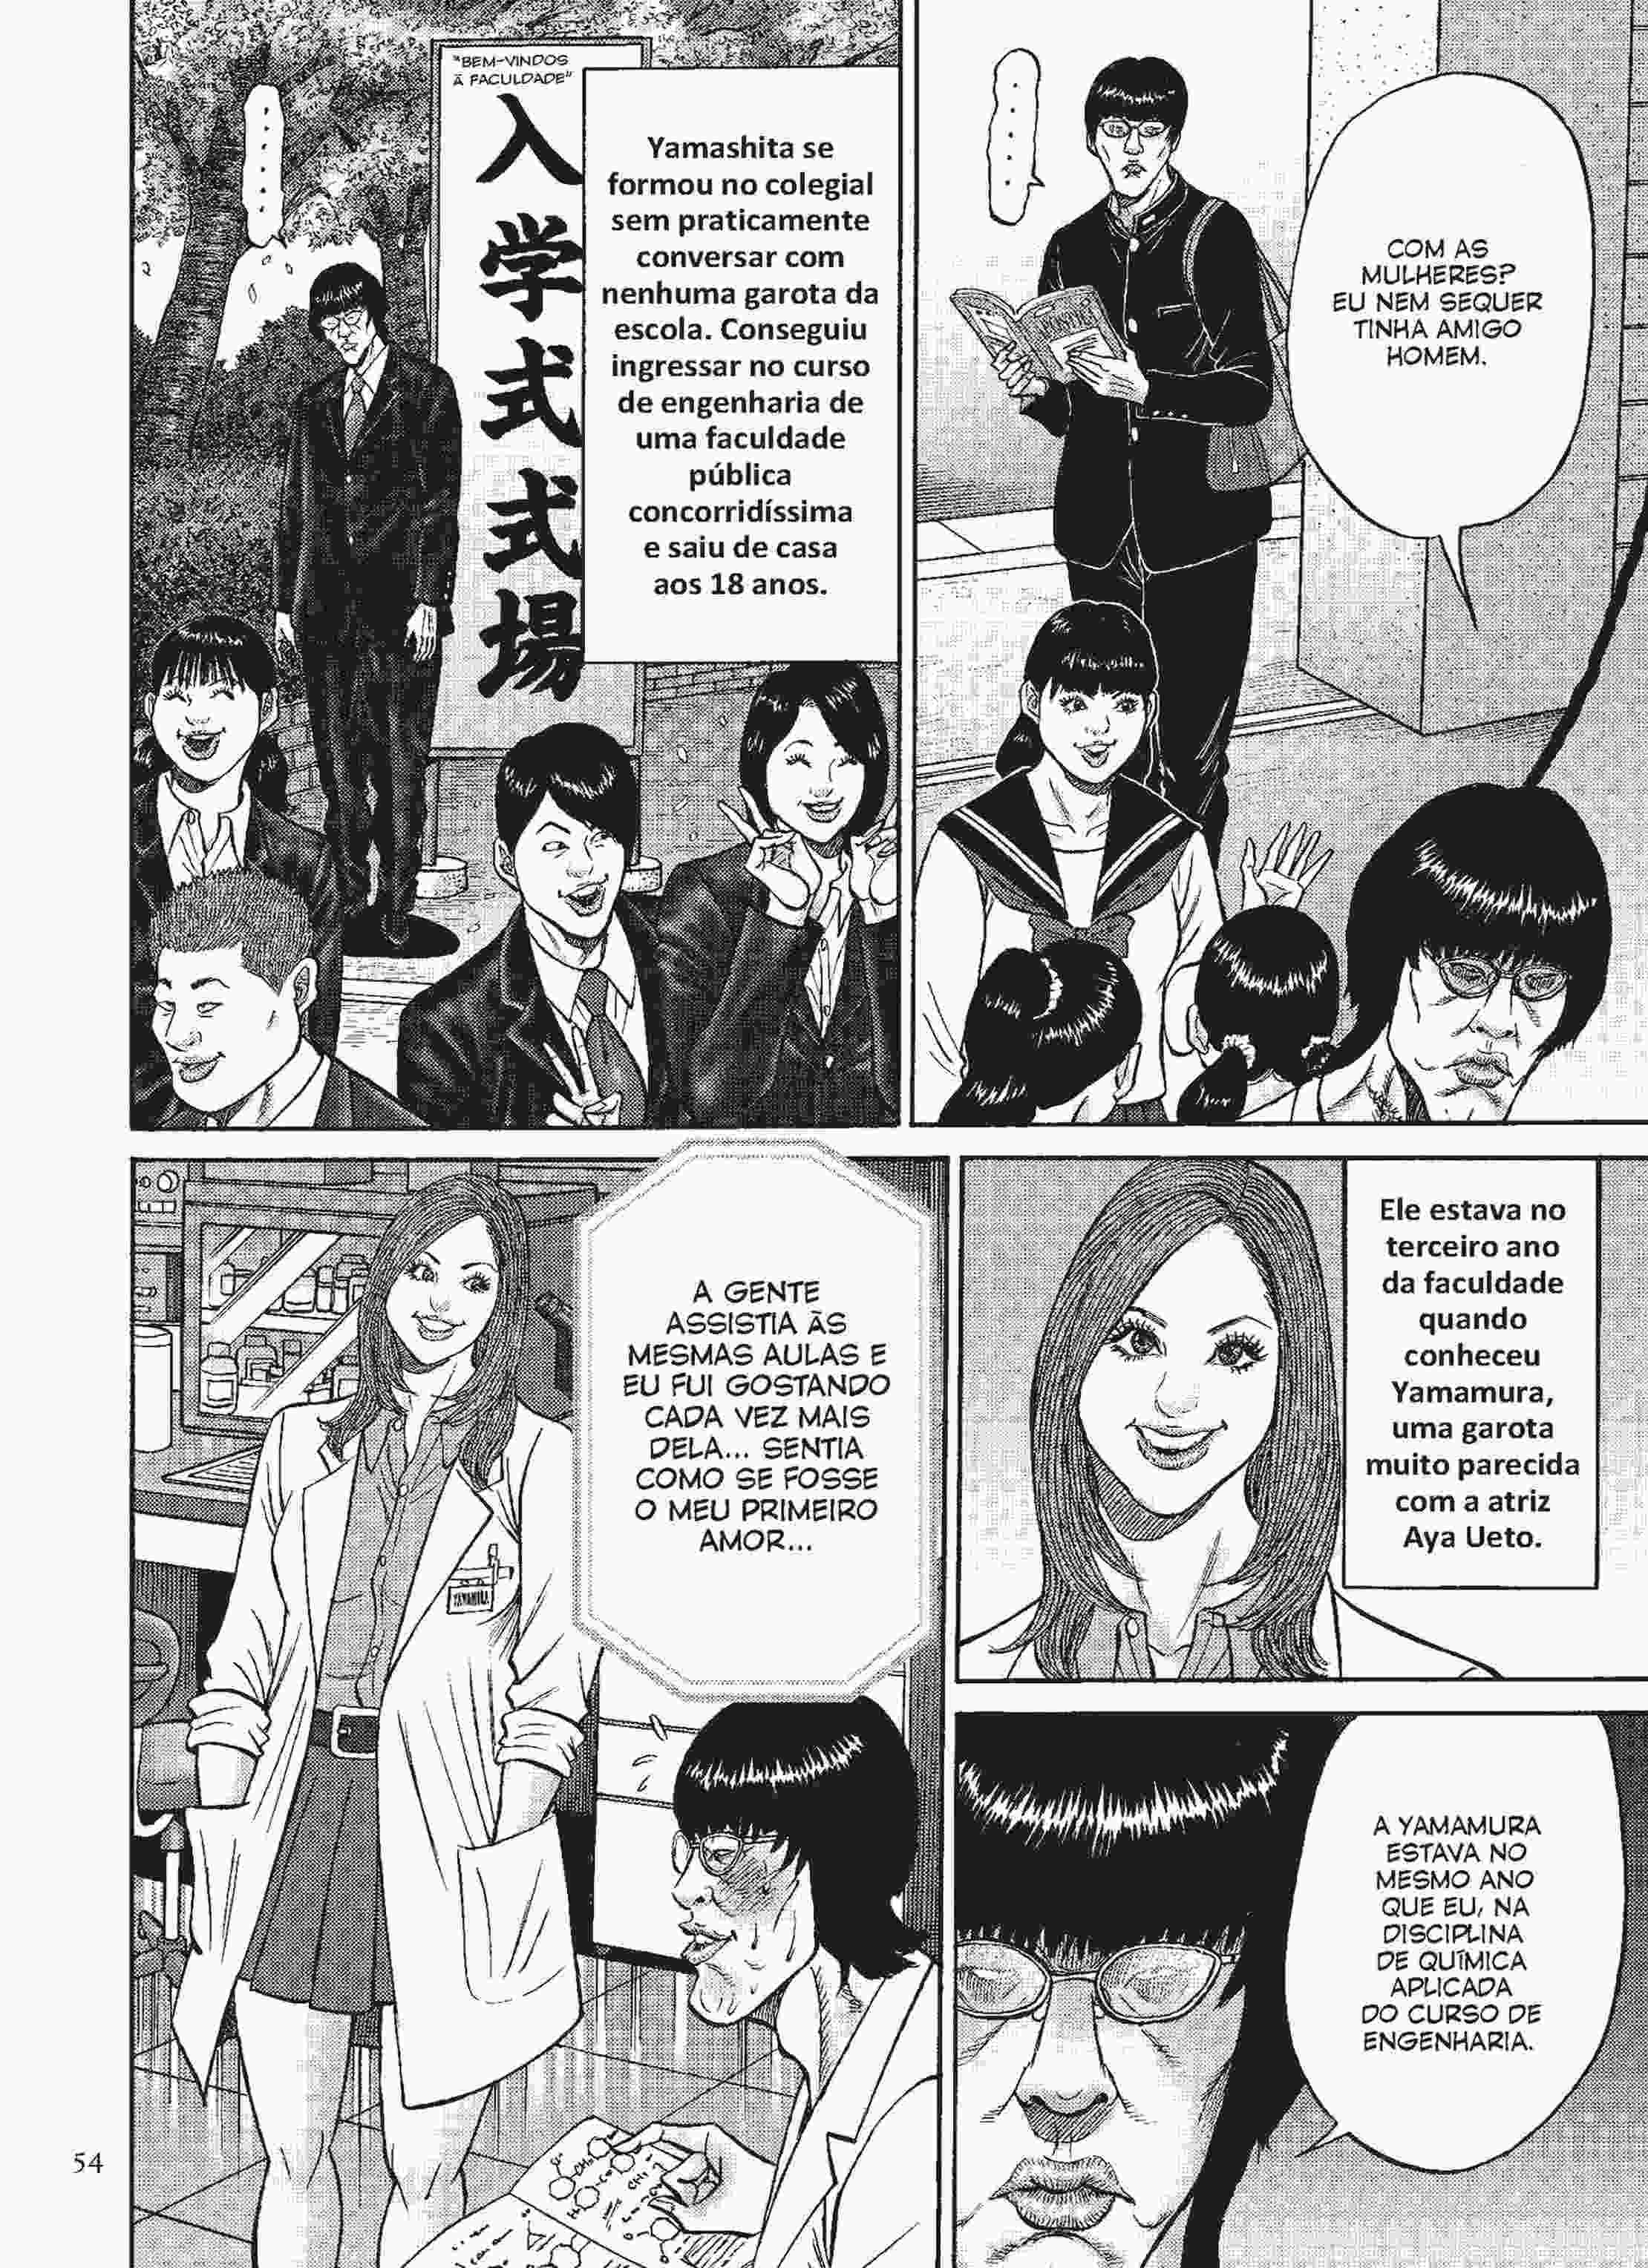 COM AS
MULHERES?
EU NEM SEQUER
TINHA AMIGO
HOMEM.
"BEM-VINDOS
À FACULDADE"
入学式式場
Yamashita se
formou no colegial
sem praticamente
conversar com
nenhuma garota da
escola. Conseguiu
ingressar no curso
de engenharia de
uma faculdade
pública
concorridíssima
e saiu de casa
aos 18 anos.
Ele estava no
terceiro ano
da faculdade
quando
conheceu
Yamamura,
uma garota
muito parecida
com a atriz
Aya Ueto.
A YAMAMURA
ESTAVA NO
MESMO ANO
QUE EU, NA
DISCIPLINA
DE QUÍMICA
APLICADA
DO CURSO DE
ENGENHARIA.
A GENTE
ASSISTIA ÀS
MESMAS AULAS E
EU FUI GOSTANDO
CADA VEZ MAIS
DELA... SENTIA
COMO SE FOSSE
O MEU PRIMEIRO
AMOR...
YAMAMURA
54